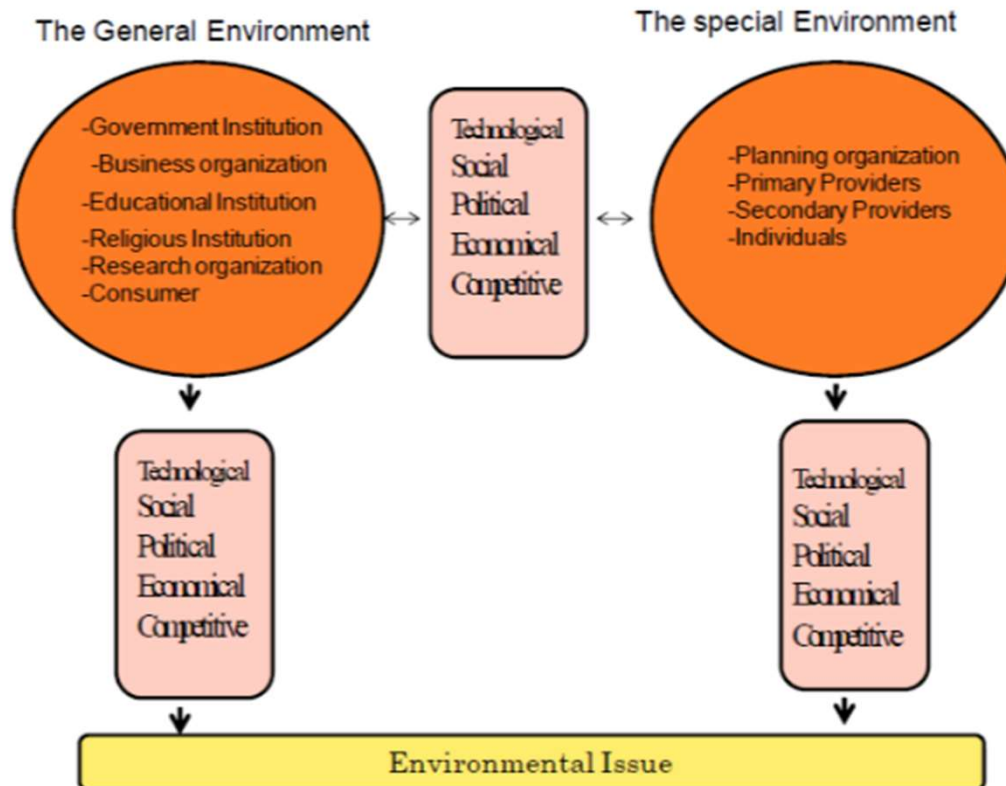 The General Environment
The special Environment
-Government Institution
-Business organization
-Educational Institution
-Religious Institution
-Research organization
-Consumer
Technological
Social
Political
Economical
Competitive
-Planning organization
-Primary Providers
-Secondary Providers
-Individuals
Technological
Social
Political
Economical
Competitive
Technological
Social
Political
Economical
Competitive
Environmental Issue